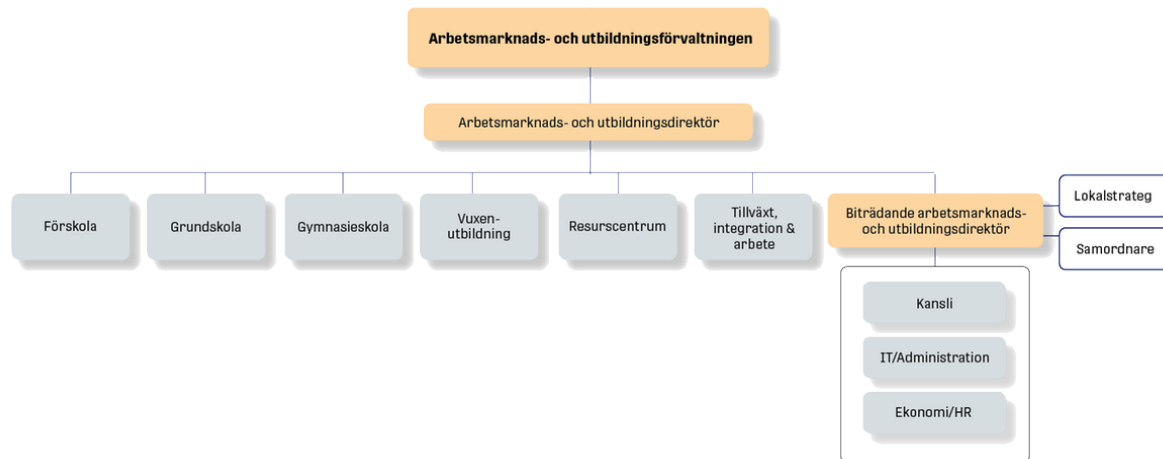 Arbetsmarknads- och utbildningsförvaltningen
Arbetsmarknads- och utbildningsdirektör
Förskola
Grundskola
Gymnasieskola
Vuxen-
utbildning
Resurscentrum
Tillväxt,
integration &
arbete
Biträdande arbetsmarknads-
och utbildningsdirektör
Lokalstrateg
Samordnare
Kansli
IT/Administration
Ekonomi/HR